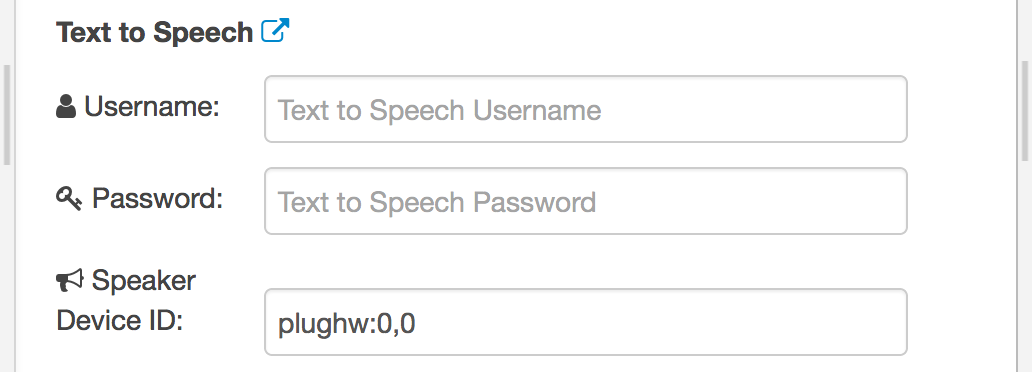 Text to Speech
Username:
Text to Speech Username
Password:
Text to Speech Password
Speaker
Device ID:
plughw:0,0